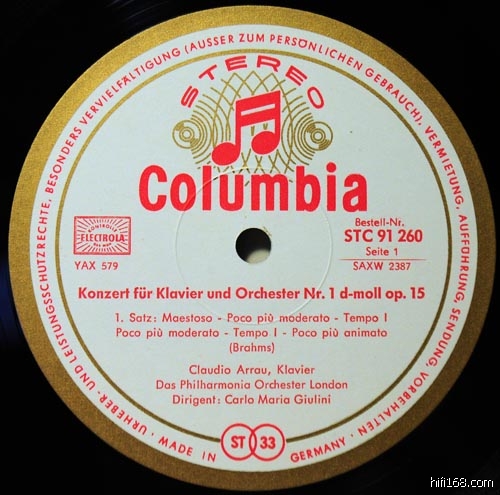 URHEBER- UND LEISTUNGSSCHUTZRECHTE, BESONDERS VERVIELFÄLTIGUNG (AUSSER ZUM PERSÖNLICHEN GEBRAUCH), VERMIETUNG, AUFFÜHRUNG, SENDUNG, VORBEHALTEN •
STEREO
Columbia
ELECTROLA
YAX 579
Bestell-Nr.
STC 91 260
Seite 1
SAXW 2387
Konzert für Klavier und Orchester Nr. 1 d-moll op. 15
1. Satz: Maestoso - Poco più moderato - Tempo I
Poco più moderato - Tempo I - Poco più animato
(Brahms)
Claudio Arrau, Klavier
Das Philharmonia Orchester London
Dirigent: Carlo Maria Giulini
• MADE IN GERMANY •
ST 33
hifi168.com